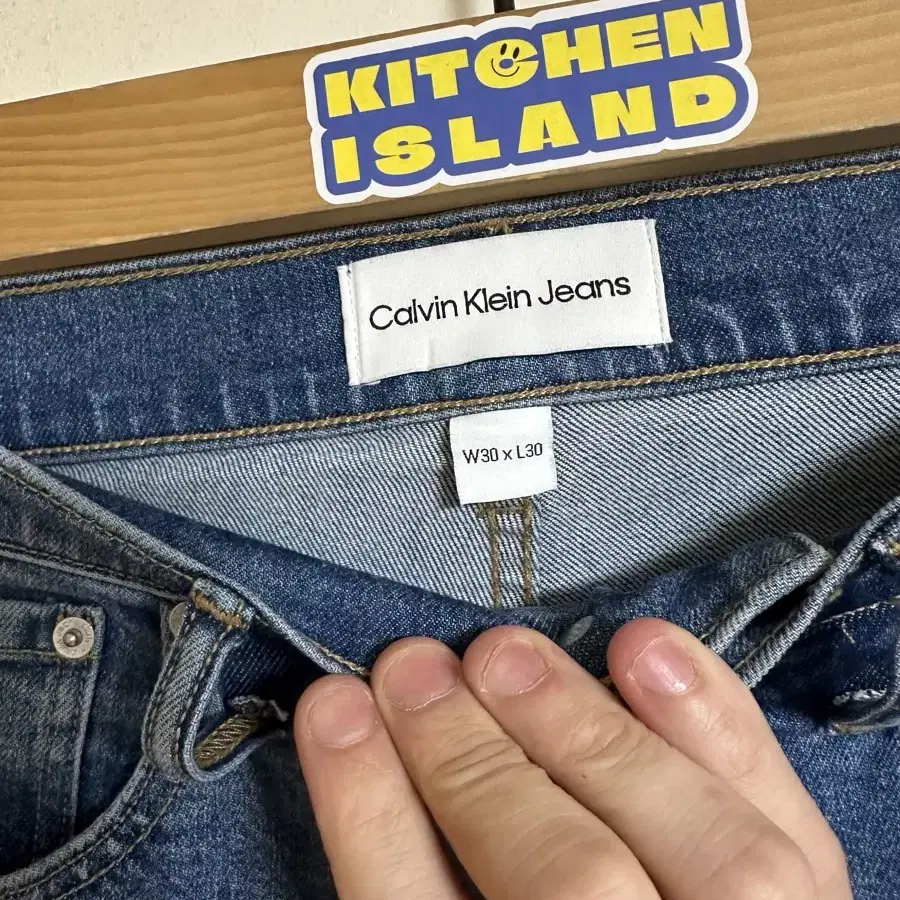 KITCHEN
ISLAND
Calvin Klein Jeans
W30 x L30